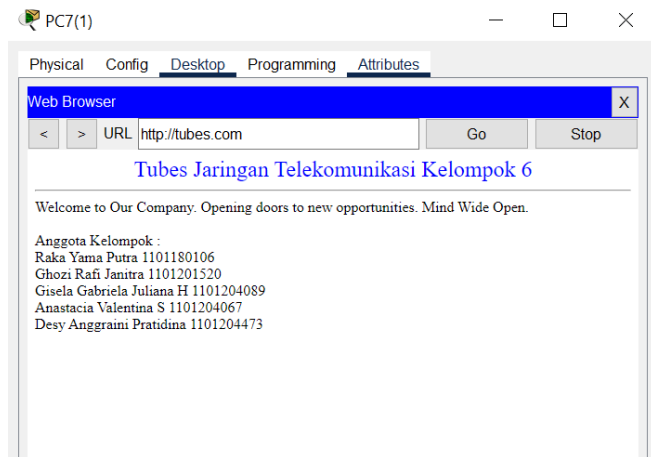 PC7(1)
Physical Config Desktop Programming Attributes
Web Browser X
< > URL http://tubes.com Go Stop
Tubes Jaringan Telekomunikasi Kelompok 6
Welcome to Our Company. Opening doors to new opportunities. Mind Wide Open.
Anggota Kelompok :
Raka Yama Putra 1101180106
Ghozi Rafi Janitra 1101201520
Gisela Gabriela Juliana H 1101204089
Anastacia Valentina S 1101204067
Desy Anggraini Pratidina 1101204473